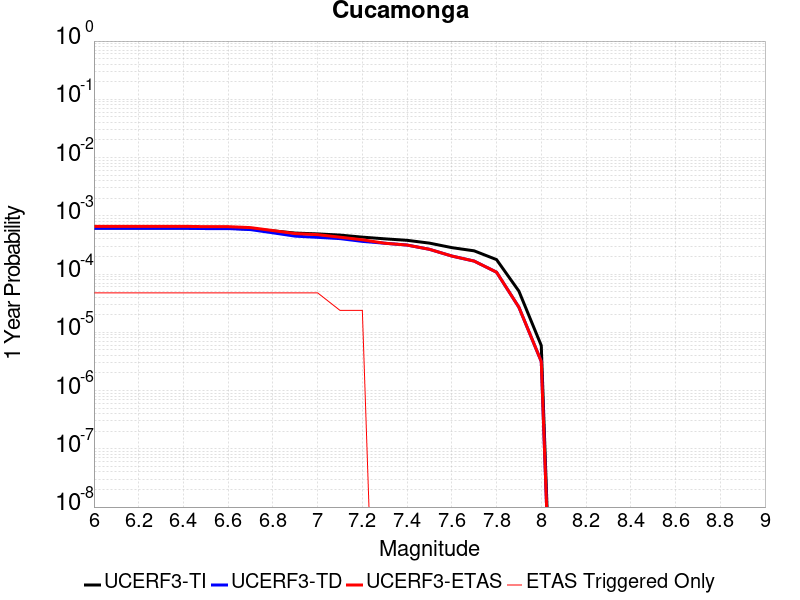 Cucamonga
1 Year Probability
10^0
10^-1
10^-2
10^-3
10^-4
10^-5
10^-6
10^-7
10^-8
6 6.2 6.4 6.6 6.8 7 7.2 7.4 7.6 7.8 8 8.2 8.4 8.6 8.8 9
Magnitude
UCERF3-TI UCERF3-TD UCERF3-ETAS ETAS Triggered Only